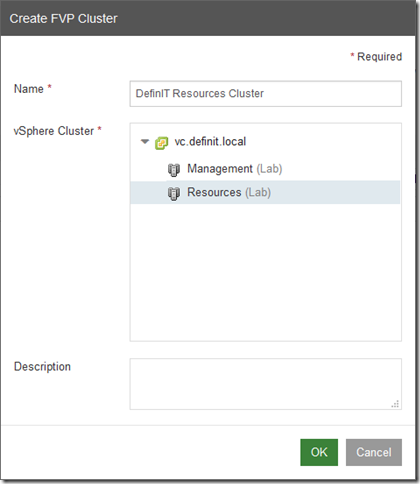 Create FVP Cluster
* Required
Name *
DefinIT Resources Cluster
vSphere Cluster *
vc.definit.local
Management (Lab)
Resources (Lab)
Description
OK
Cancel